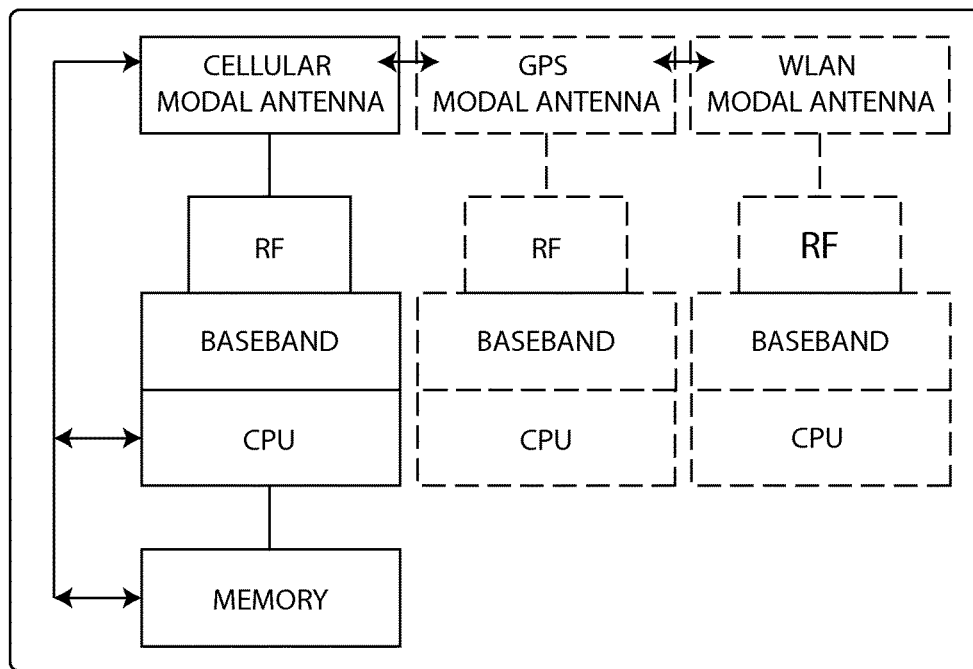 CELLULAR
MODAL ANTENNA
GPS
MODAL ANTENNA
WLAN
MODAL ANTENNA
RF
RF
RF
BASEBAND
BASEBAND
BASEBAND
CPU
CPU
CPU
MEMORY